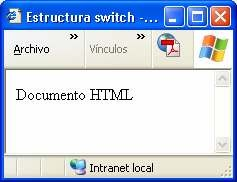 Estructura switch -...
Archivo » Vínculos »
Documento HTML
Intranet local